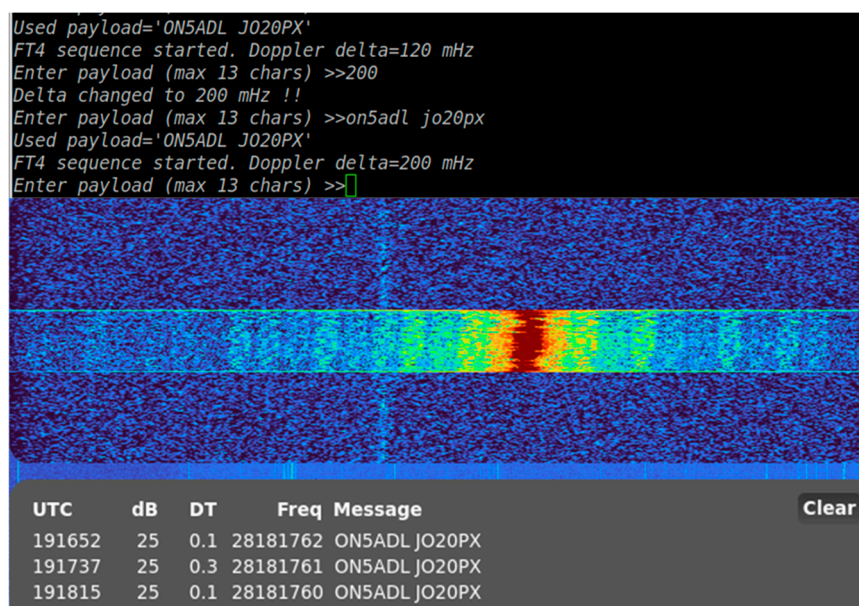 Used payload='ON5ADL JO20PX'
FT4 sequence started. Doppler delta=120 mHz
Enter payload (max 13 chars) >>200
Delta changed to 200 mHz !!
Enter payload (max 13 chars) >>on5adl jo20px
Used payload='ON5ADL JO20PX'
FT4 sequence started. Doppler delta=200 mHz
Enter payload (max 13 chars) >>
UTC dB DT Freq Message Clear
191652 25 0.1 28181762 ON5ADL JO20PX
191737 25 0.3 28181761 ON5ADL JO20PX
191815 25 0.1 28181760 ON5ADL JO20PX